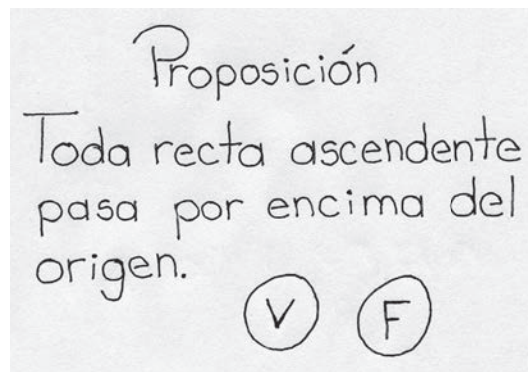 Proposición
Toda recta ascendente
pasa por encima del
origen.
V F